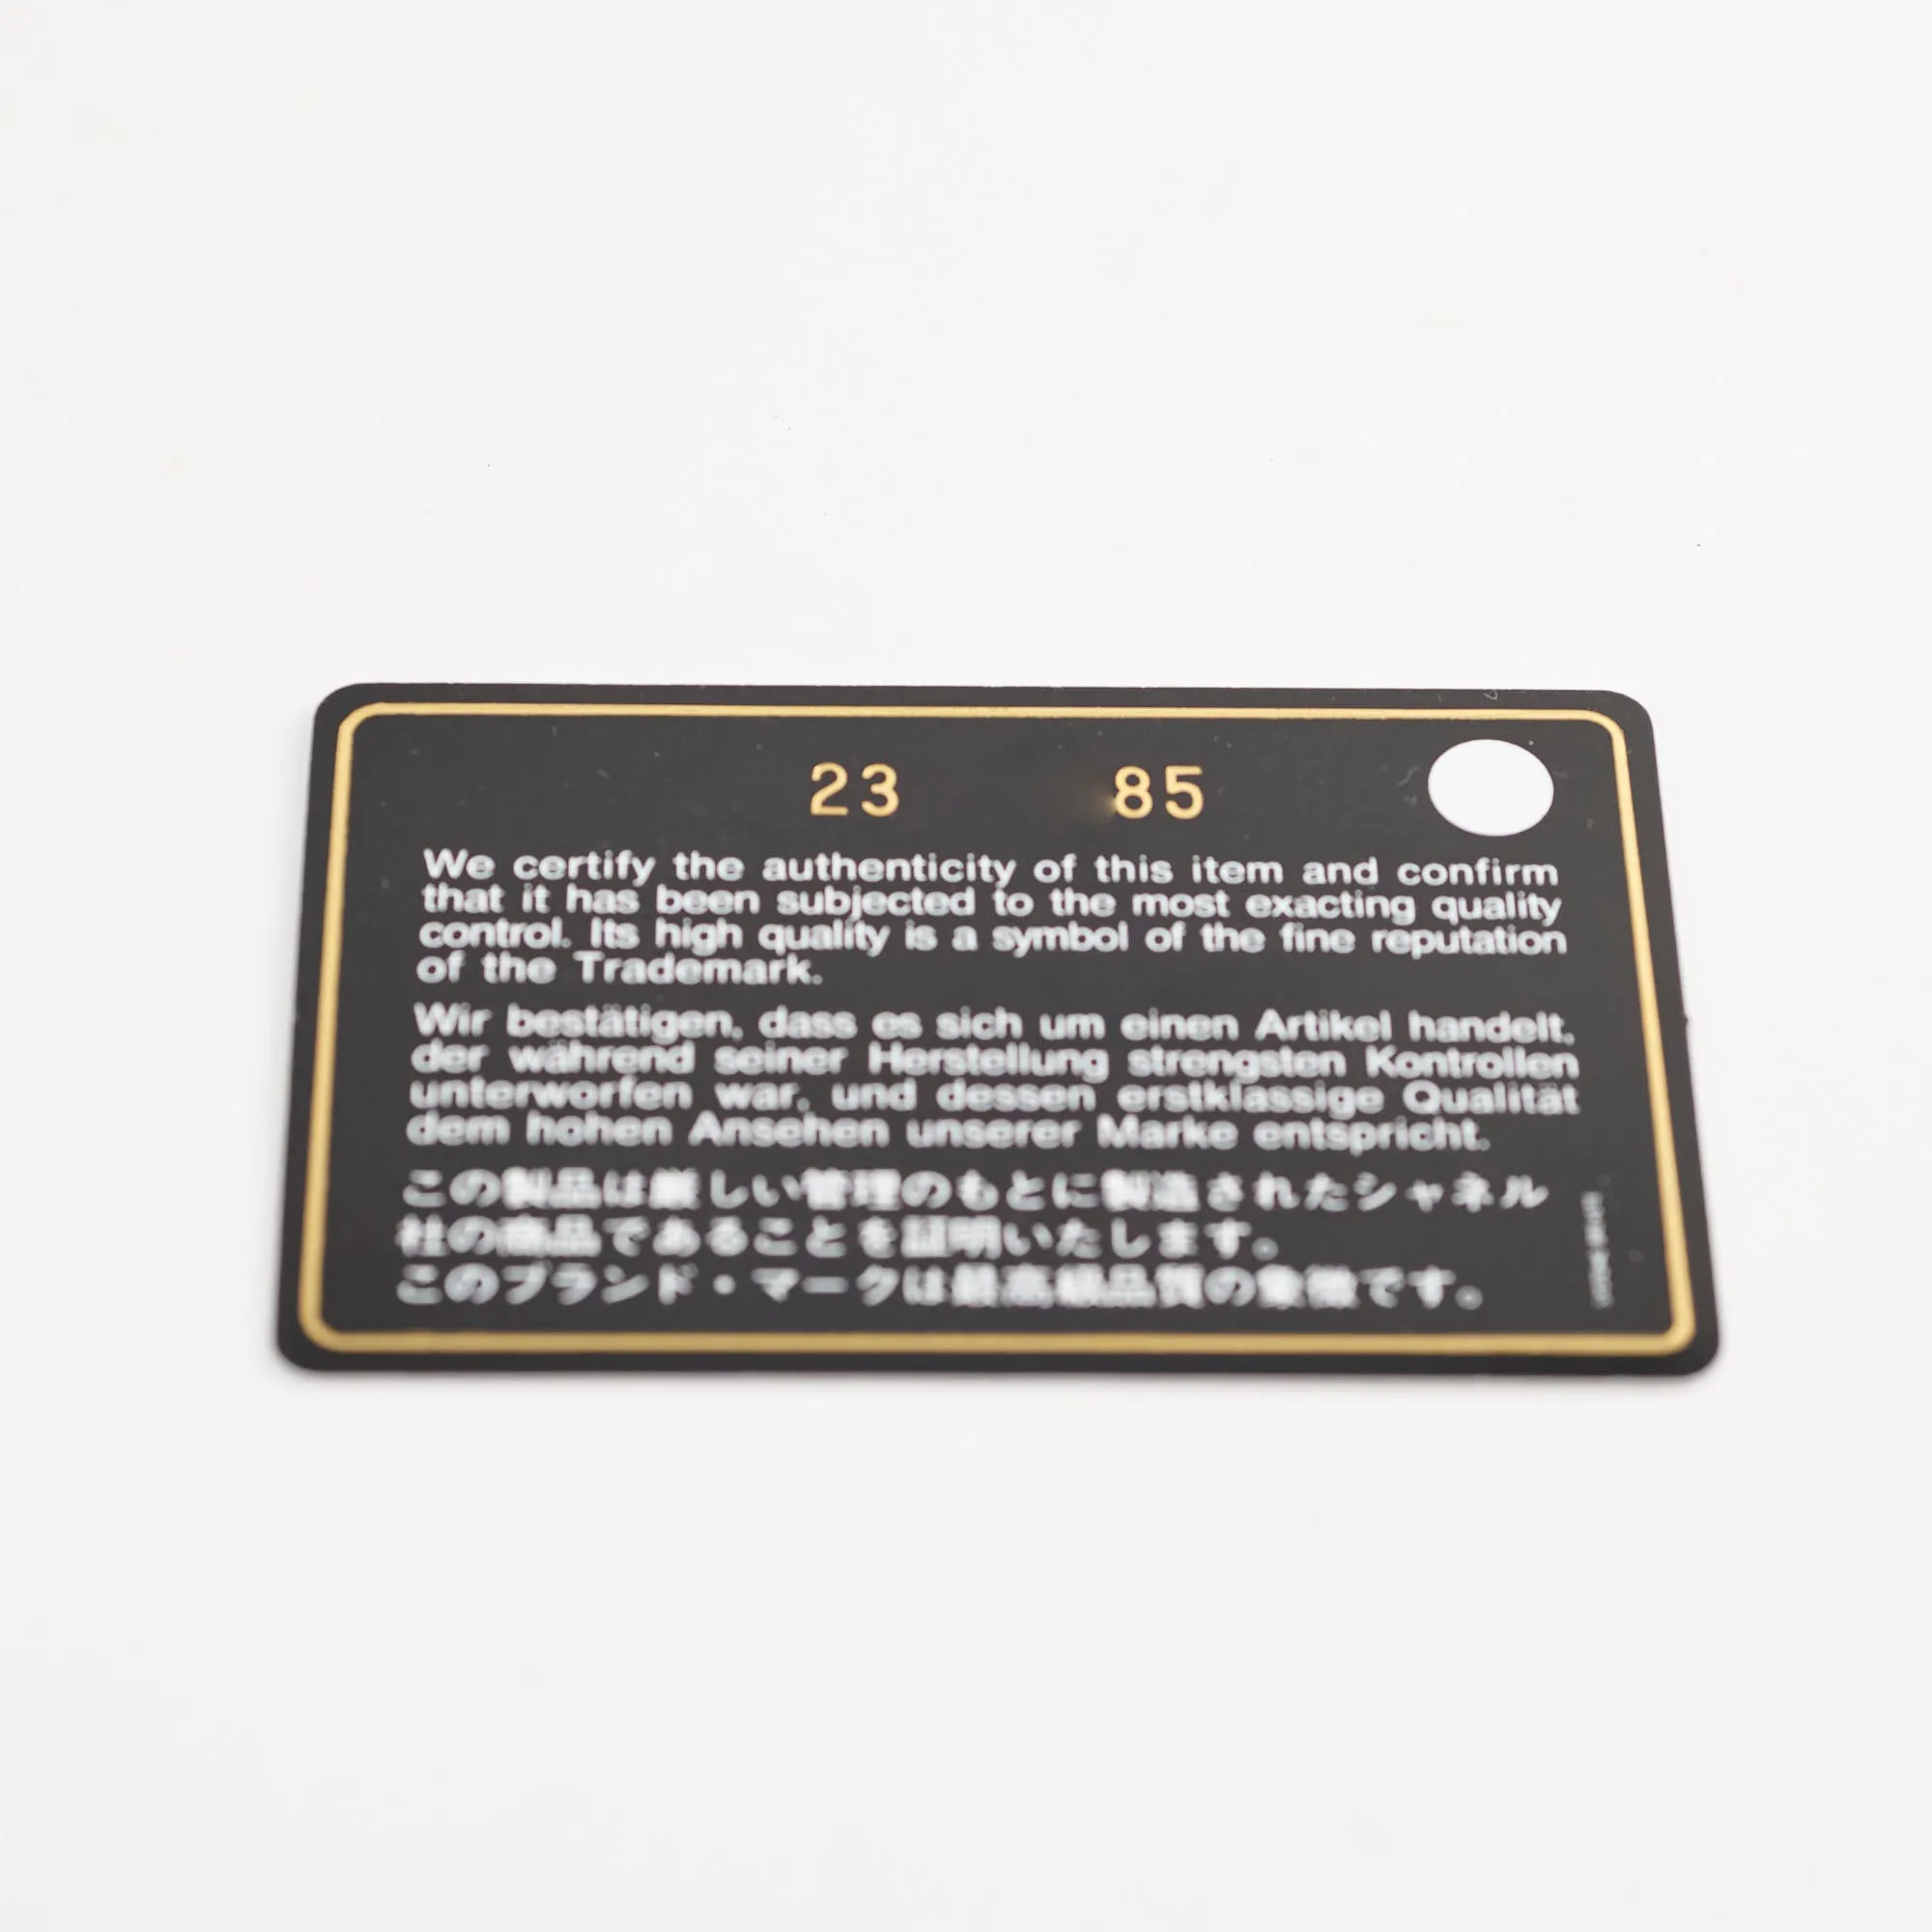 23 85
We certify the authenticity of this item and confirm
that it has been subjected to the most exacting quality
control. Its high quality is a symbol of the fine reputation
of the Trademark.
Wir bestätigen, dass es sich um einen Artikel handelt,
der während seiner Herstellung strengsten Kontrollen
unterworfen war, und dessen erstklassige Qualität
dem hohen Ansehen unserer Marke entspricht.
この製品は厳しい管理のもとに製造されたシャネル
社の商品であることを証明いたします。
このブランド・マークは最高級品質の象徴です。